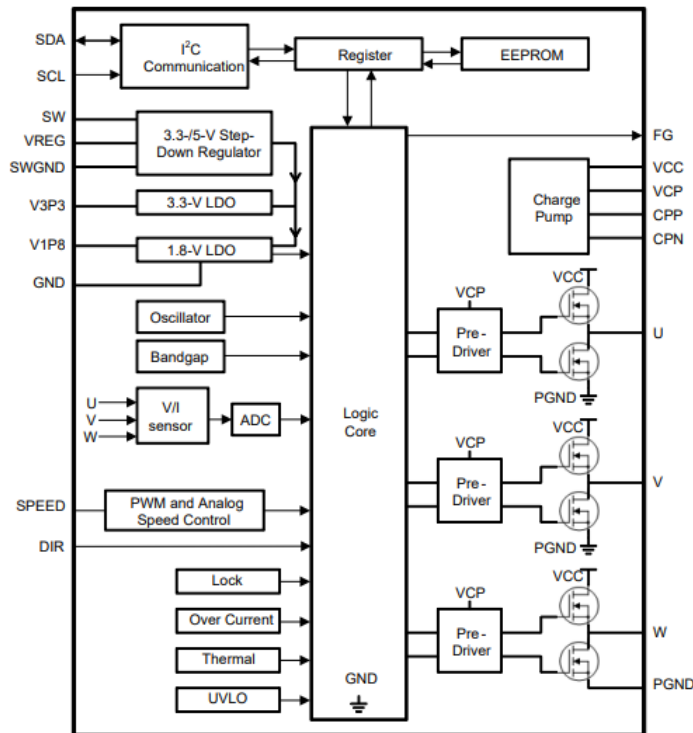 SDA
SCL
I²C
Communication
Register
EEPROM
SW
VREG
SWGND
3.3-/5-V Step-
Down Regulator
V3P3
3.3-V LDO
V1P8
1.8-V LDO
GND
Oscillator
Bandgap
U
V
W
V/I
sensor
ADC
SPEED
PWM and Analog
Speed Control
DIR
Lock
Over Current
Thermal
UVLO
Logic
Core
GND
FG
Charge
Pump
VCC
VCP
CPP
CPN
VCP
Pre-
Driver
VCC
PGND
U
VCP
Pre-
Driver
VCC
PGND
V
VCP
Pre-
Driver
VCC
W
PGND